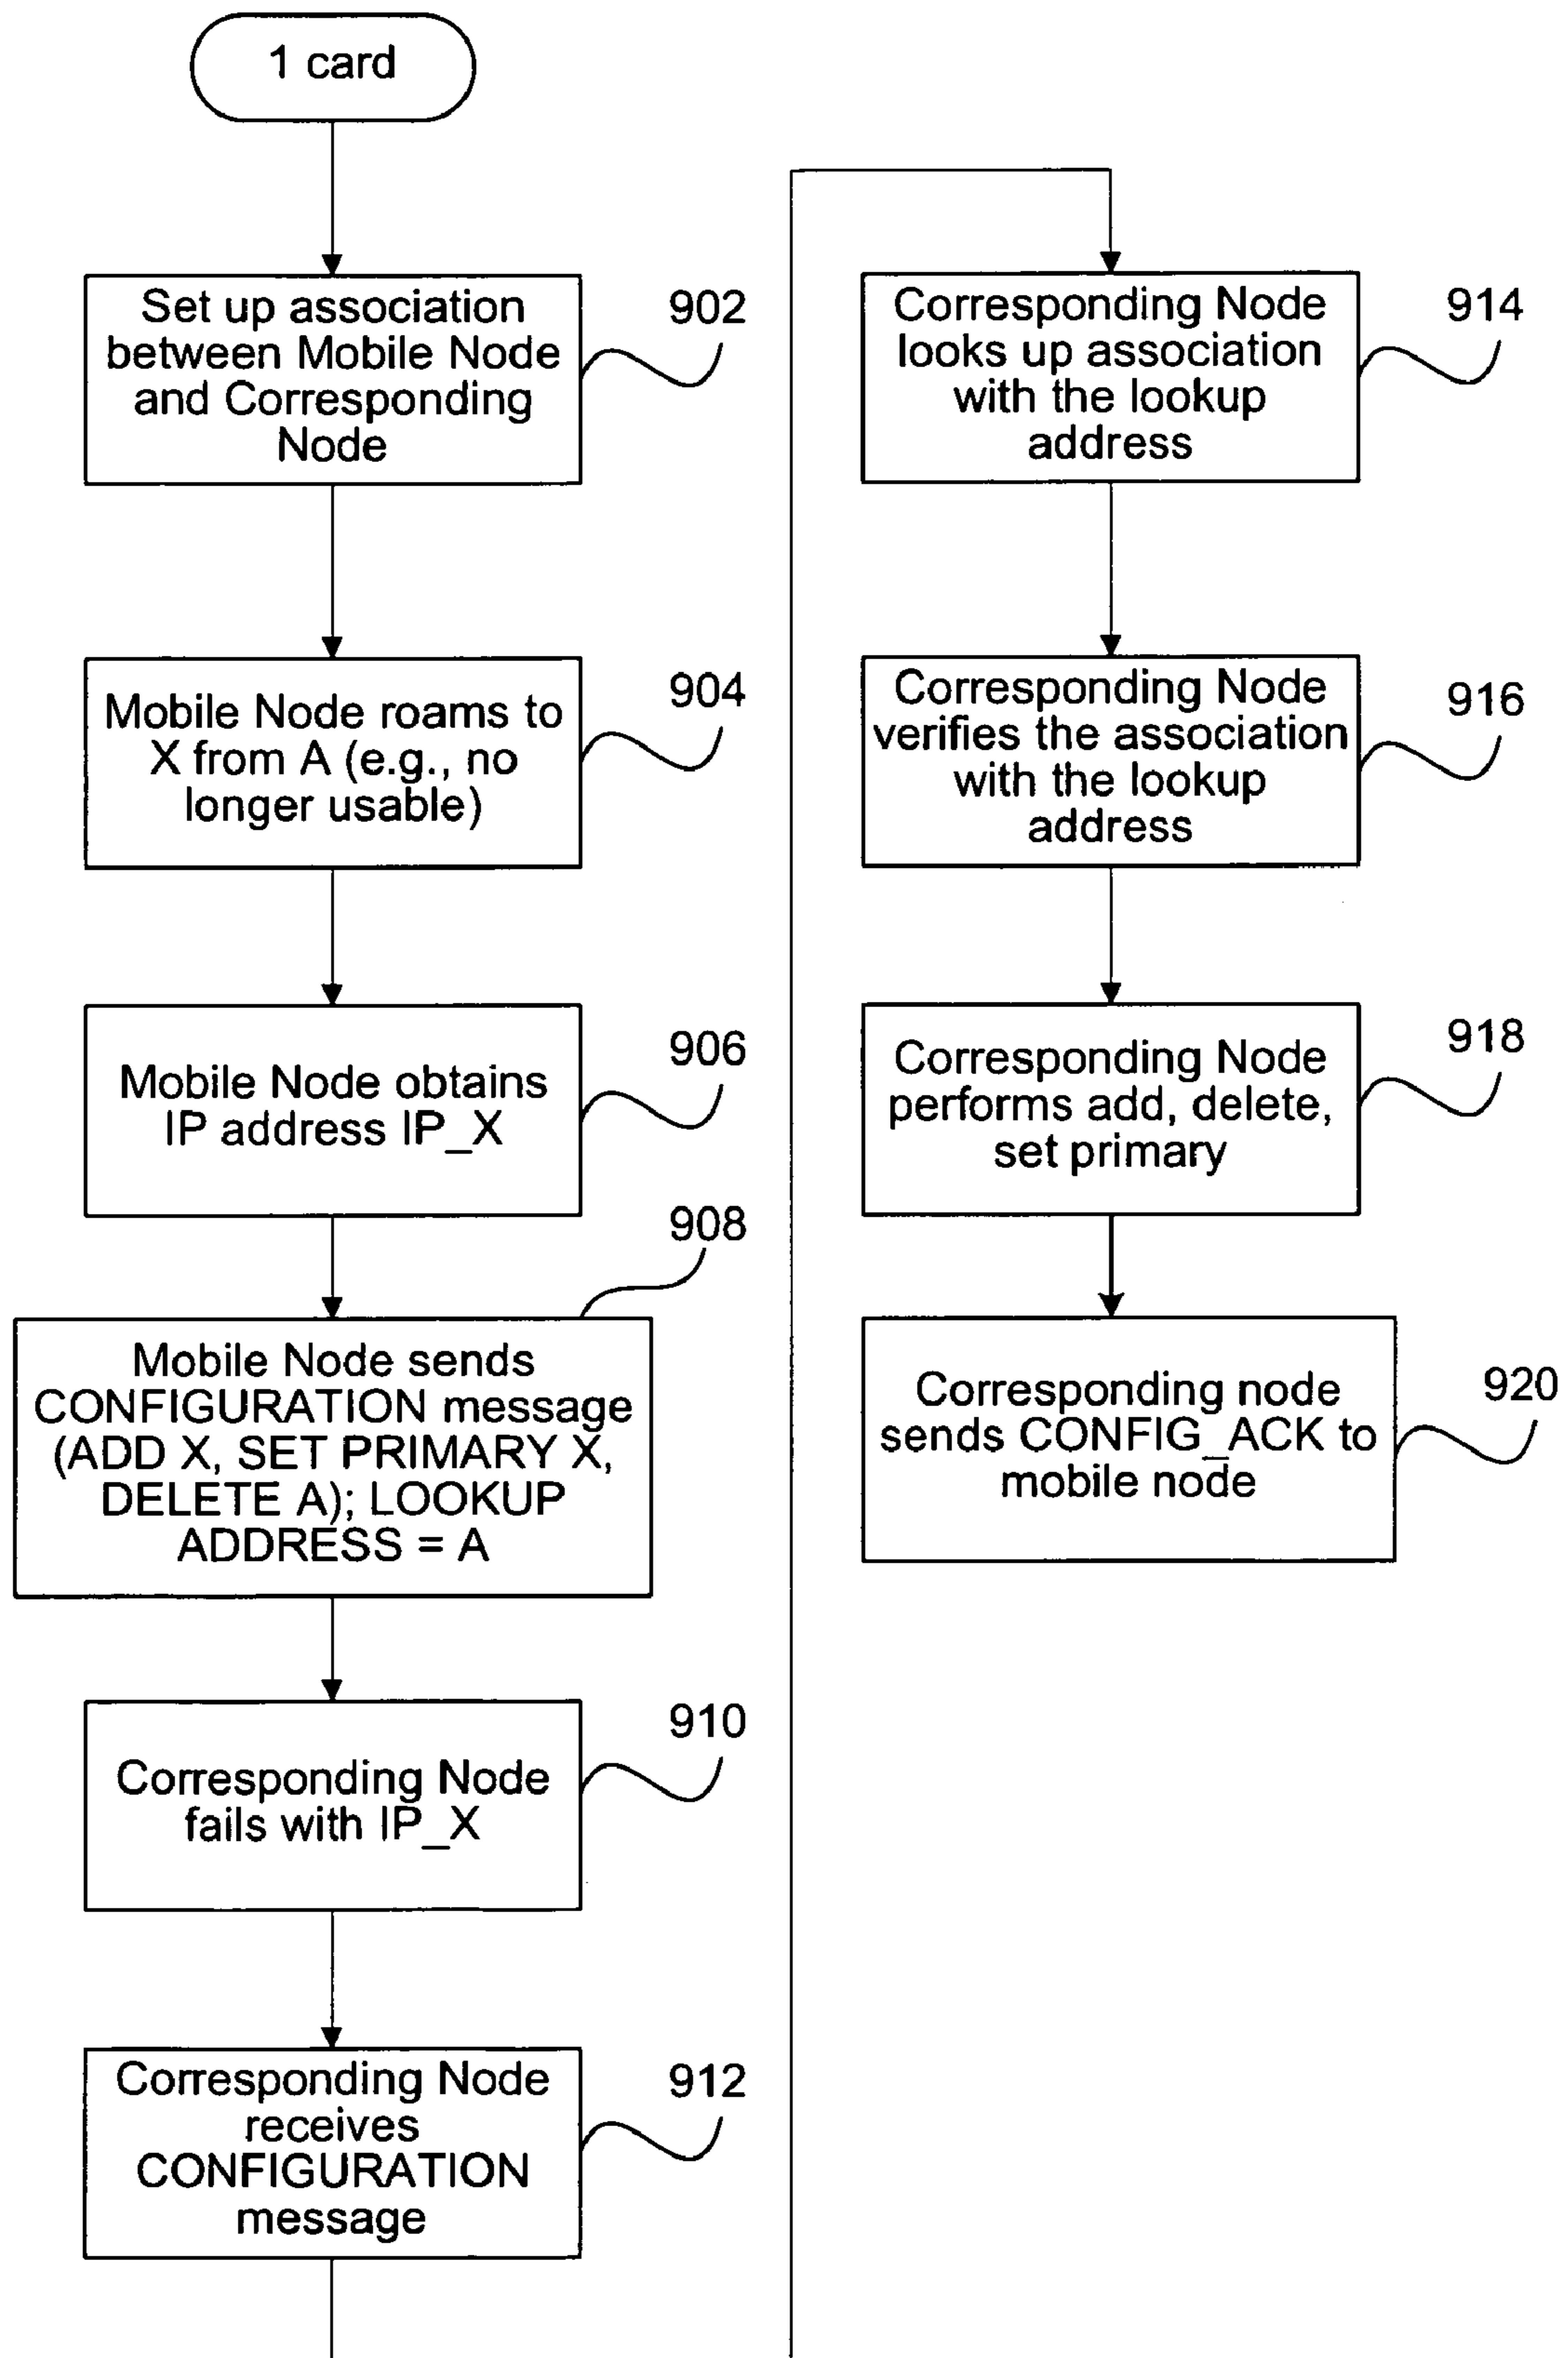 1 card
Set up association
between Mobile Node
and Corresponding
Node
902
Mobile Node roams to
X from A (e.g., no
longer usable)
904
Mobile Node obtains
IP address IP_X
906
908
Mobile Node sends
CONFIGURATION message
(ADD X, SET PRIMARY X,
DELETE A); LOOKUP
ADDRESS = A
Corresponding Node
fails with IP_X
910
Corresponding Node
receives
CONFIGURATION
message
912
Corresponding Node
looks up association
with the lookup
address
914
Corresponding Node
verifies the association
with the lookup
address
916
Corresponding Node
performs add, delete,
set primary
918
Corresponding node
sends CONFIG_ACK to
mobile node
920